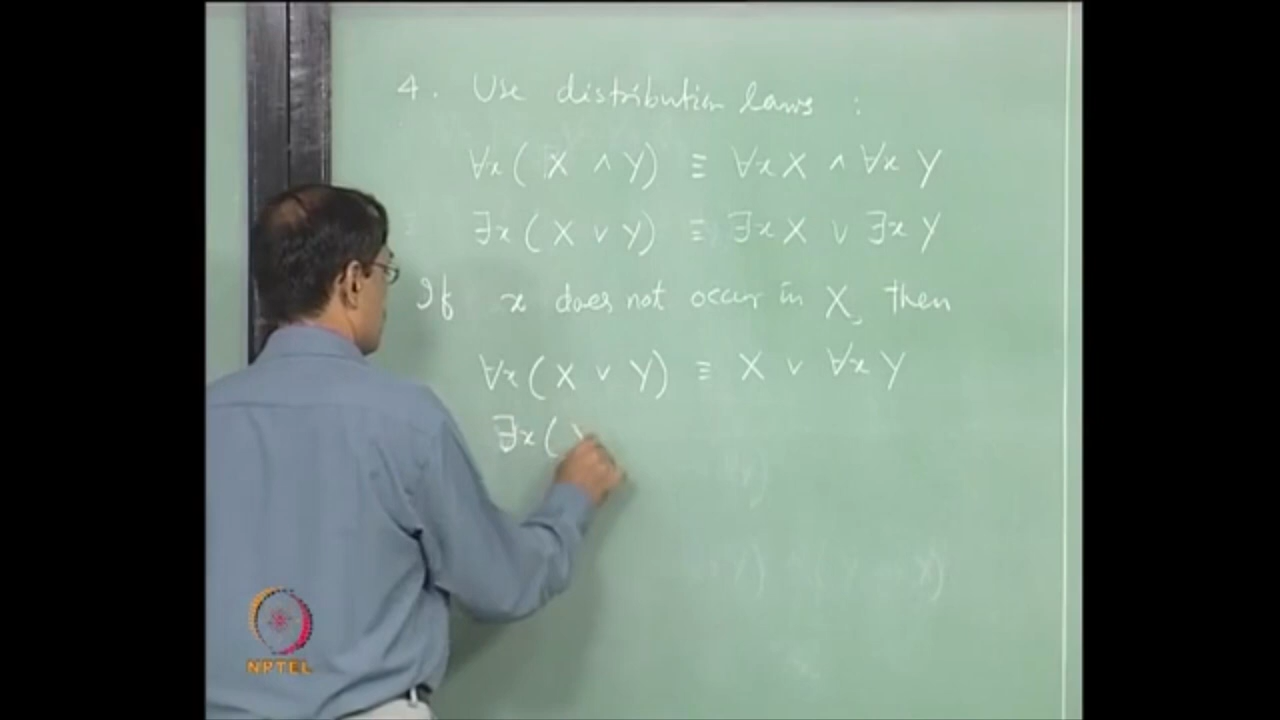 4. Use distribution laws :
∀x ( X ∧ Y ) ≡ ∀x X ∧ ∀x Y
∃x ( X ∨ Y ) ≡ ∃x X ∨ ∃x Y
If x does not occur in X, then
∀x ( X ∨ Y ) ≡ X ∨ ∀x Y
∃x (
NPTEL